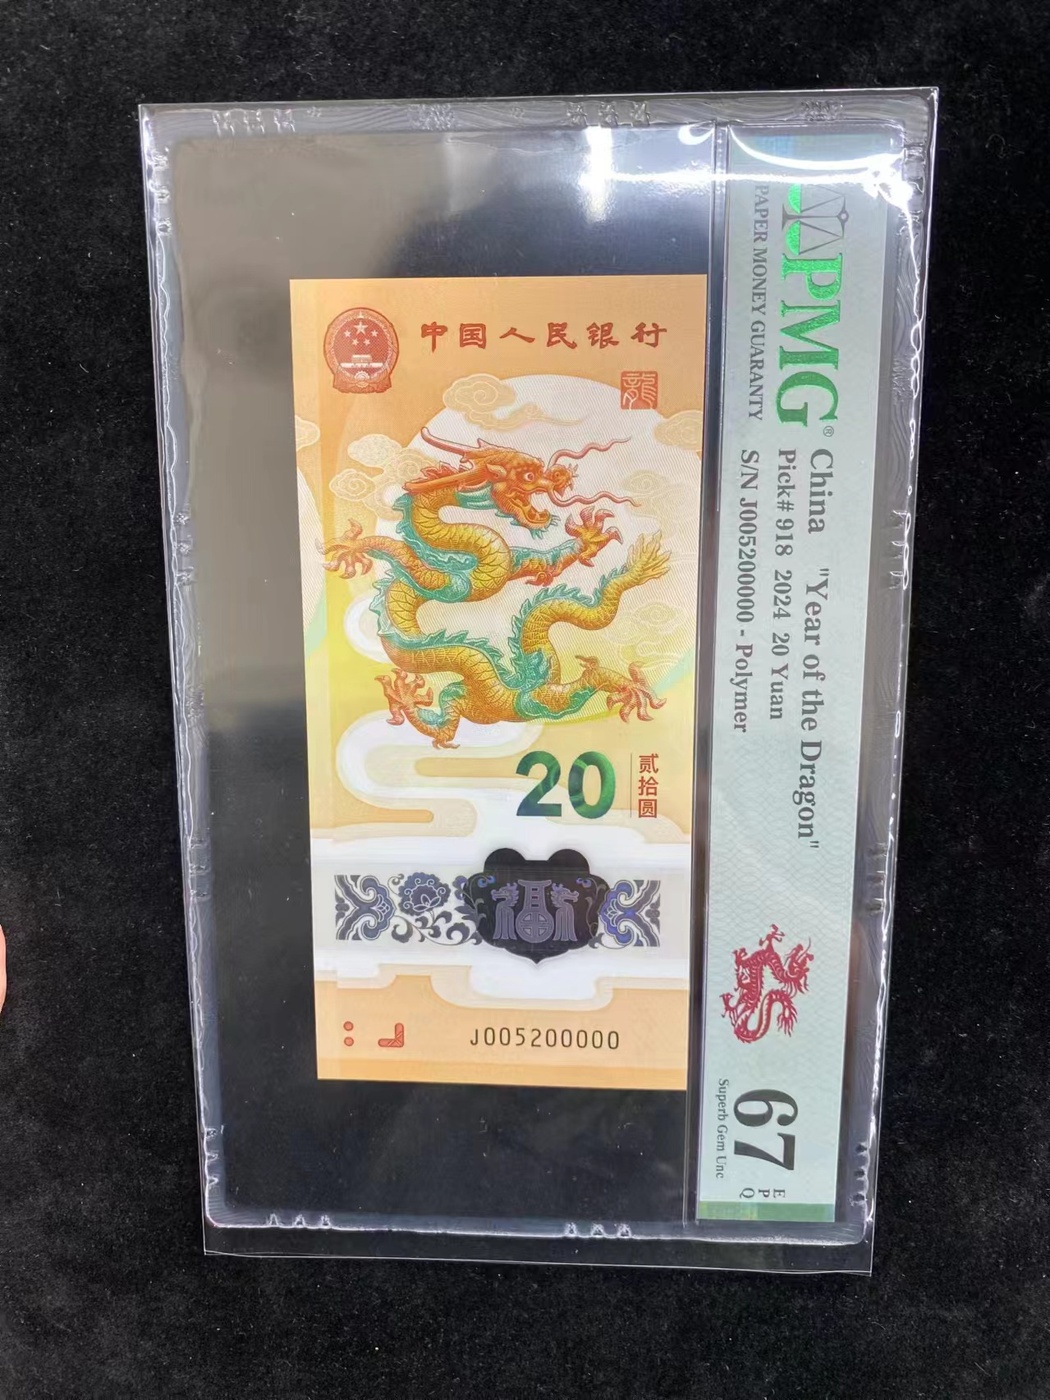 中国人民银行
龍
20
贰拾圆
J005200000
PMG®
PAPER MONEY GUARANTY
China "Year of the Dragon"
Pick# 918 2024 20 Yuan
S/N J005200000 - Polymer
67
EPQ
Superb Gem Unc